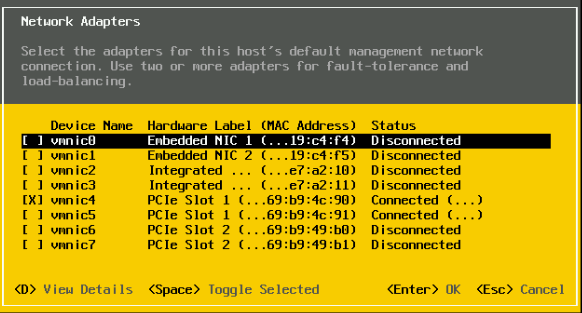 Network Adapters
Select the adapters for this host's default management network
connection. Use two or more adapters for fault-tolerance and
load-balancing.
Device Name Hardware Label (MAC Address) Status
[ ] vmnic0 Embedded NIC 1 (...19:c4:f4) Disconnected
[ ] vmnic1 Embedded NIC 2 (...19:c4:f5) Disconnected
[ ] vmnic2 Integrated ... (...e7:a2:10) Disconnected
[ ] vmnic3 Integrated ... (...e7:a2:11) Disconnected
[X] vmnic4 PCIe Slot 1 (...69:b9:4c:90) Connected (...)
[ ] vmnic5 PCIe Slot 1 (...69:b9:4c:91) Connected (...)
[ ] vmnic6 PCIe Slot 2 (...69:b9:49:b0) Disconnected
[ ] vmnic7 PCIe Slot 2 (...69:b9:49:b1) Disconnected
<D> View Details <Space> Toggle Selected <Enter> OK <Esc> Cancel